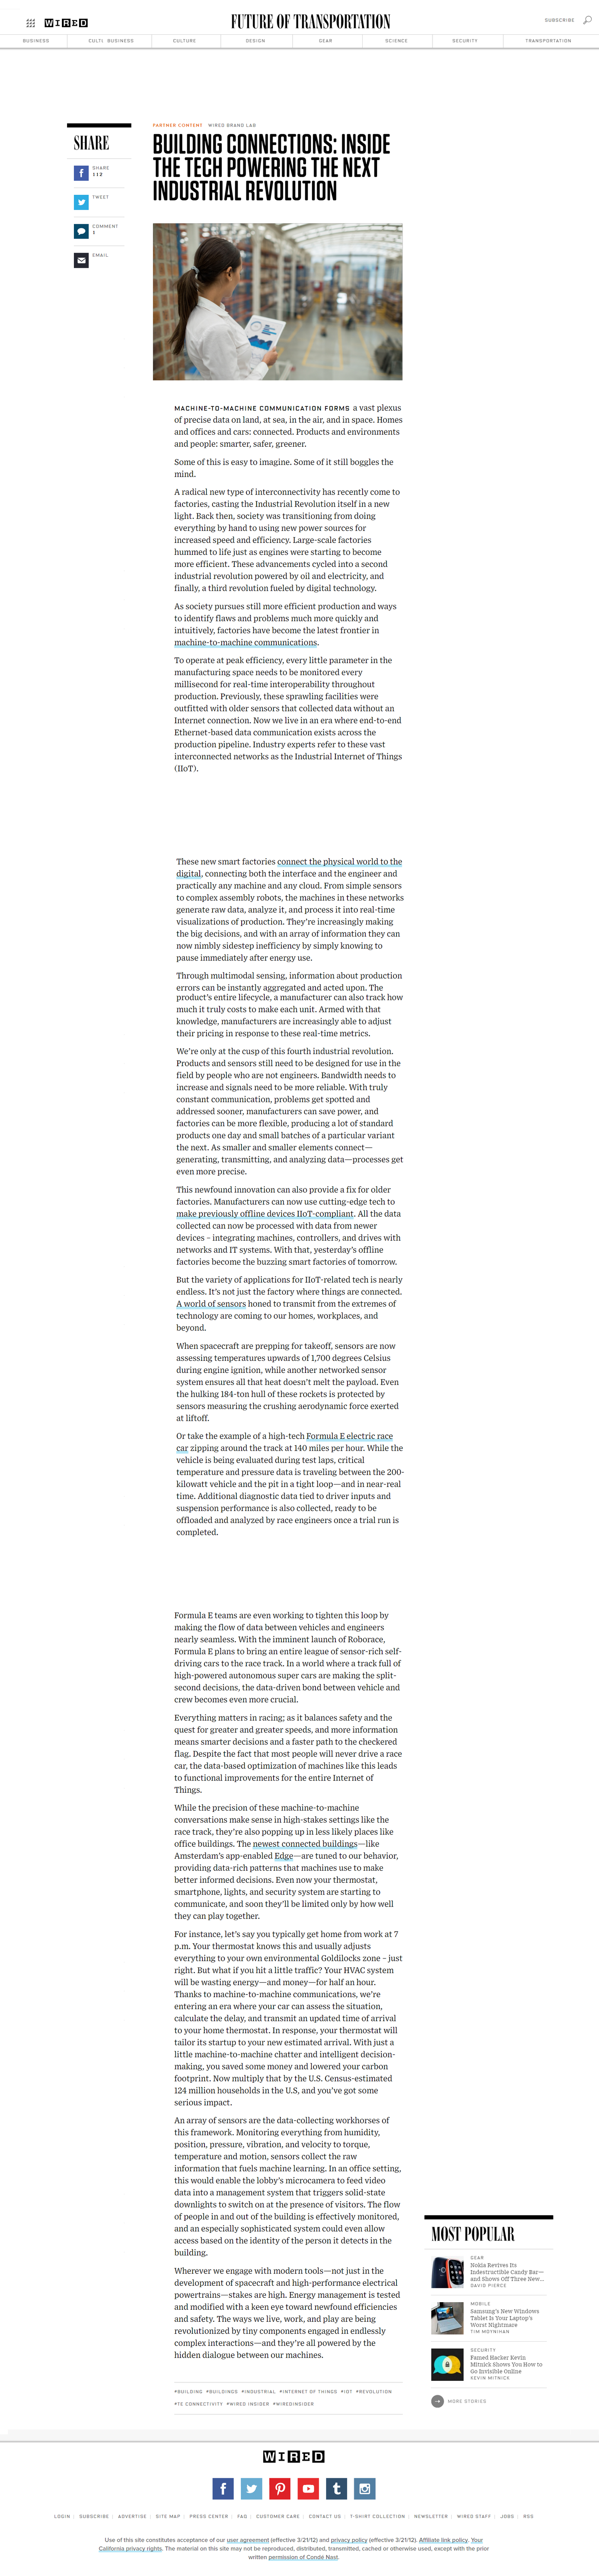 WIRED
FUTURE OF TRANSPORTATION
SUBSCRIBE
BUSINESS
CULTU BUSINESS
CULTURE
DESIGN
GEAR
SCIENCE
SECURITY
TRANSPORTATION
SHARE
SHARE
112
TWEET
COMMENT
1
EMAIL
PARTNER CONTENT WIRED BRAND LAB
BUILDING CONNECTIONS: INSIDE
THE TECH POWERING THE NEXT
INDUSTRIAL REVOLUTION
MACHINE-TO-MACHINE COMMUNICATION FORMS a vast plexus
of precise data on land, at sea, in the air, and in space. Homes
and offices and cars: connected. Products and environments
and people: smarter, safer, greener.
Some of this is easy to imagine. Some of it still boggles the
mind.
A radical new type of interconnectivity has recently come to
factories, casting the Industrial Revolution itself in a new
light. Back then, society was transitioning from doing
everything by hand to using new power sources for
increased speed and efficiency. Large-scale factories
hummed to life just as engines were starting to become
more efficient. These advancements cycled into a second
industrial revolution powered by oil and electricity, and
finally, a third revolution fueled by digital technology.
As society pursues still more efficient production and ways
to identify flaws and problems much more quickly and
intuitively, factories have become the latest frontier in
machine-to-machine communications.
To operate at peak efficiency, every little parameter in the
manufacturing space needs to be monitored every
millisecond for real-time interoperability throughout
production. Previously, these sprawling facilities were
outfitted with older sensors that collected data without an
Internet connection. Now we live in an era where end-to-end
Ethernet-based data communication exists across the
production pipeline. Industry experts refer to these vast
interconnected networks as the Industrial Internet of Things
(IIoT).
These new smart factories connect the physical world to the
digital, connecting both the interface and the engineer and
practically any machine and any cloud. From simple sensors
to complex assembly robots, the machines in these networks
generate raw data, analyze it, and process it into real-time
visualizations of production. They're increasingly making
the big decisions, and with an array of information they can
now nimbly sidestep inefficiency by simply knowing to
pause immediately after energy use.
Through multimodal sensing, information about production
errors can be instantly aggregated and acted upon. The
product's entire lifecycle, a manufacturer can also track how
much it truly costs to make each unit. Armed with that
knowledge, manufacturers are increasingly able to adjust
their pricing in response to these real-time metrics.
We're only at the cusp of this fourth industrial revolution.
Products and sensors still need to be designed for use in the
field by people who are not engineers. Bandwidth needs to
increase and signals need to be more reliable. With truly
constant communication, problems get spotted and
addressed sooner, manufacturers can save power, and
factories can be more flexible, producing a lot of standard
products one day and small batches of a particular variant
the next. As smaller and smaller elements connect—
generating, transmitting, and analyzing data—processes get
even more precise.
This newfound innovation can also provide a fix for older
factories. Manufacturers can now use cutting-edge tech to
make previously offline devices IIoT-compliant. All the data
collected can now be processed with data from newer
devices – integrating machines, controllers, and drives with
networks and IT systems. With that, yesterday's offline
factories become the buzzing smart factories of tomorrow.
But the variety of applications for IIoT-related tech is nearly
endless. It's not just the factory where things are connected.
A world of sensors honed to transmit from the extremes of
technology are coming to our homes, workplaces, and
beyond.
When spacecraft are prepping for takeoff, sensors are now
assessing temperatures upwards of 1,700 degrees Celsius
during engine ignition, while another networked sensor
system ensures all that heat doesn't melt the payload. Even
the hulking 184-ton hull of these rockets is protected by
sensors measuring the crushing aerodynamic force exerted
at liftoff.
Or take the example of a high-tech Formula E electric race
car zipping around the track at 140 miles per hour. While the
vehicle is being evaluated during test laps, critical
temperature and pressure data is traveling between the 200-
kilowatt vehicle and the pit in a tight loop—and in near-real
time. Additional diagnostic data tied to driver inputs and
suspension performance is also collected, ready to be
offloaded and analyzed by race engineers once a trial run is
completed.
Formula E teams are even working to tighten this loop by
making the flow of data between vehicles and engineers
nearly seamless. With the imminent launch of Roborace,
Formula E plans to bring an entire league of sensor-rich self-
driving cars to the race track. In a world where a track full of
high-powered autonomous super cars are making the split-
second decisions, the data-driven bond between vehicle and
crew becomes even more crucial.
Everything matters in racing; as it balances safety and the
quest for greater and greater speeds, and more information
means smarter decisions and a faster path to the checkered
flag. Despite the fact that most people will never drive a race
car, the data-based optimization of machines like this leads
to functional improvements for the entire Internet of
Things.
While the precision of these machine-to-machine
conversations make sense in high-stakes settings like the
race track, they're also popping up in less likely places like
office buildings. The newest connected buildings—like
Amsterdam's app-enabled Edge—are tuned to our behavior,
providing data-rich patterns that machines use to make
better informed decisions. Even now your thermostat,
smartphone, lights, and security system are starting to
communicate, and soon they'll be limited only by how well
they can play together.
For instance, let's say you typically get home from work at 7
p.m. Your thermostat knows this and usually adjusts
everything to your own environmental Goldilocks zone – just
right. But what if you hit a little traffic? Your HVAC system
will be wasting energy—and money—for half an hour.
Thanks to machine-to-machine communications, we're
entering an era where your car can assess the situation,
calculate the delay, and transmit an updated time of arrival
to your home thermostat. In response, your thermostat will
tailor its startup to your new estimated arrival. With just a
little machine-to-machine chatter and intelligent decision-
making, you saved some money and lowered your carbon
footprint. Now multiply that by the U.S. Census-estimated
124 million households in the U.S, and you've got some
serious impact.
An array of sensors are the data-collecting workhorses of
this framework. Monitoring everything from humidity,
position, pressure, vibration, and velocity to torque,
temperature and motion, sensors collect the raw
information that fuels machine learning. In an office setting,
this would enable the lobby's microcamera to feed video
data into a management system that triggers solid-state
downlights to switch on at the presence of visitors. The flow
of people in and out of the building is effectively monitored,
and an especially sophisticated system could even allow
access based on the identity of the person it detects in the
building.
Wherever we engage with modern tools—not just in the
development of spacecraft and high-performance electrical
powertrains—stakes are high. Energy management is tested
and modified with a keen eye toward newfound efficiencies
and safety. The ways we live, work, and play are being
revolutionized by tiny components engaged in endlessly
complex interactions—and they're all powered by the
hidden dialogue between our machines.
#BUILDING #BUILDINGS #INDUSTRIAL #INTERNET OF THINGS #IOT #REVOLUTION
#TE CONNECTIVITY #WIRED INSIDER #WIREDINSIDER
MOST POPULAR
GEAR
Nokia Revives Its
Indestructible Candy Bar—
and Shows Off Three New...
DAVID PIERCE
MOBILE
Samsung's New Windows
Tablet Is Your Laptop's
Worst Nightmare
TIM MOYNIHAN
SECURITY
Famed Hacker Kevin
Mitnick Shows You How to
Go Invisible Online
KEVIN MITNICK
MORE STORIES
WIRED
LOGIN | SUBSCRIBE | ADVERTISE | SITE MAP | PRESS CENTER | FAQ | CUSTOMER CARE | CONTACT US | T-SHIRT COLLECTION | NEWSLETTER | WIRED STAFF | JOBS | RSS
Use of this site constitutes acceptance of our user agreement (effective 3/21/12) and privacy policy (effective 3/21/12). Affiliate link policy. Your
California privacy rights. The material on this site may not be reproduced, distributed, transmitted, cached or otherwise used, except with the prior
written permission of Condé Nast.